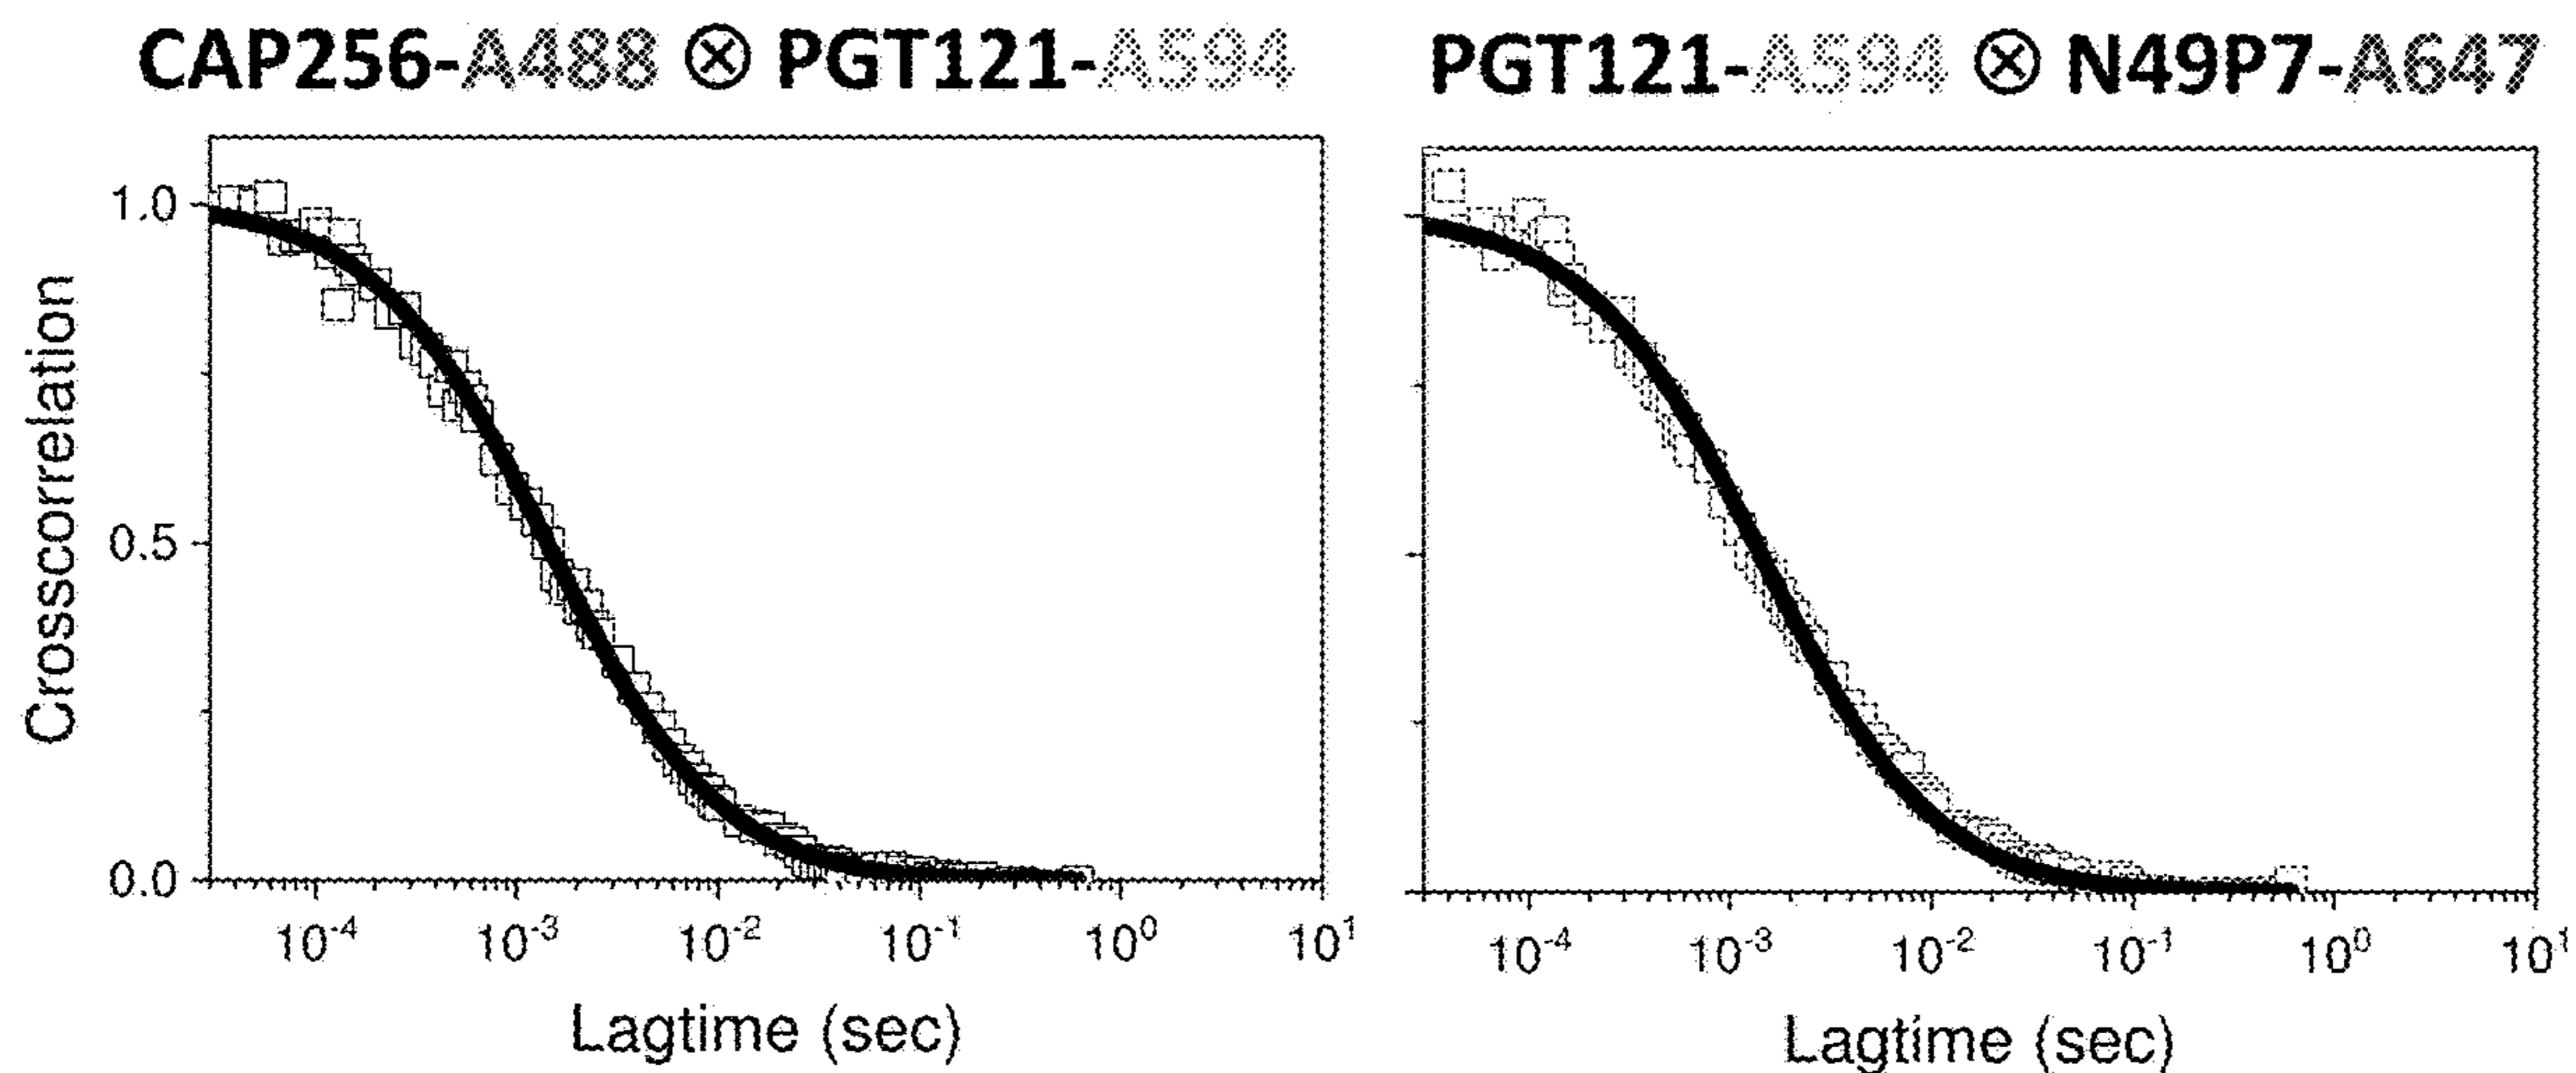 CAP256-A488 ⊗ PGT121-A594
PGT121-A594 ⊗ N49P7-A647
Crosscorrelation
1.0
0.5
0.0
10⁻⁴ 10⁻³ 10⁻² 10⁻¹ 10⁰ 10¹
Lagtime (sec)
10⁻⁴ 10⁻³ 10⁻² 10⁻¹ 10⁰ 10¹
Lagtime (sec)